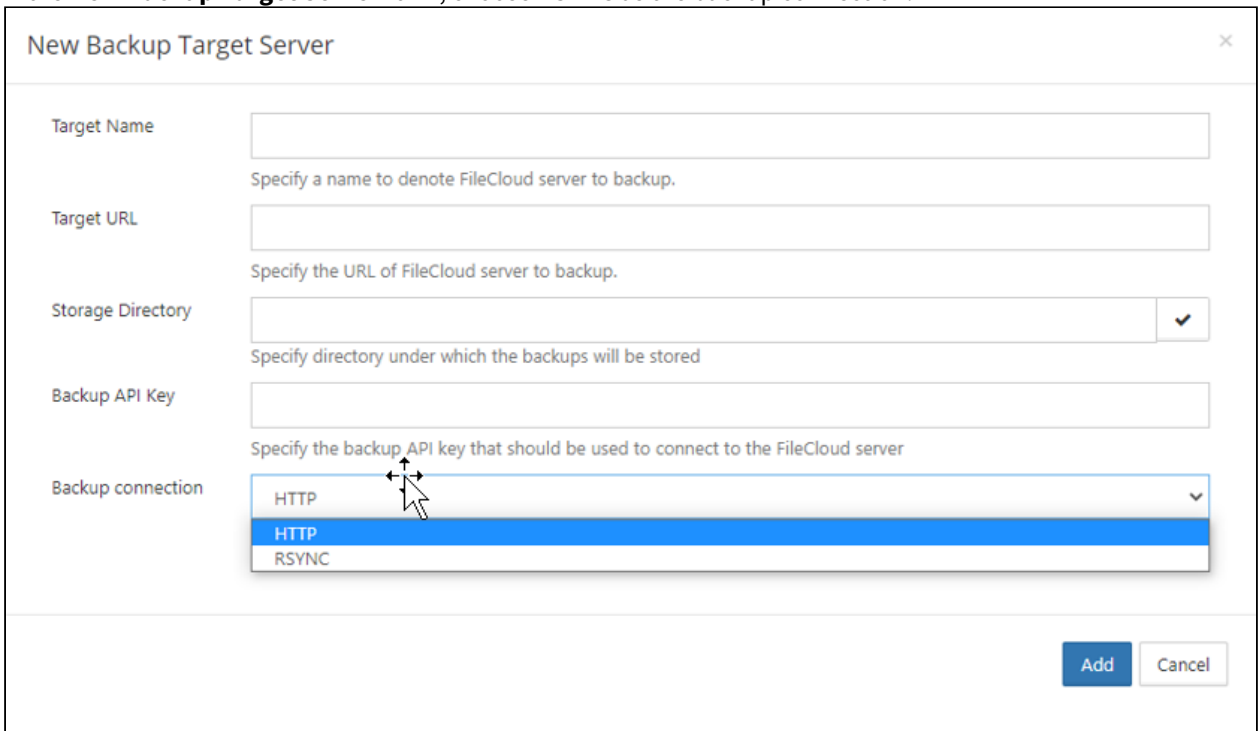 New Backup Target Server
Target Name
Specify a name to denote FileCloud server to backup.
Target URL
Specify the URL of FileCloud server to backup.
Storage Directory
Specify directory under which the backups will be stored
Backup API Key
Specify the backup API key that should be used to connect to the FileCloud server
Backup connection
HTTP
HTTP
RSYNC
Add Cancel